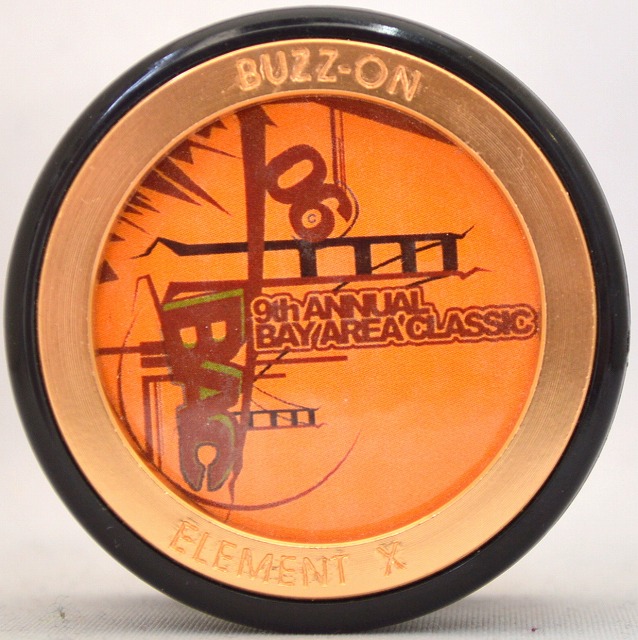 BUZZ-ON
06
9th ANNUAL
BAY AREA CLASSIC
BAC
ELEMENT X